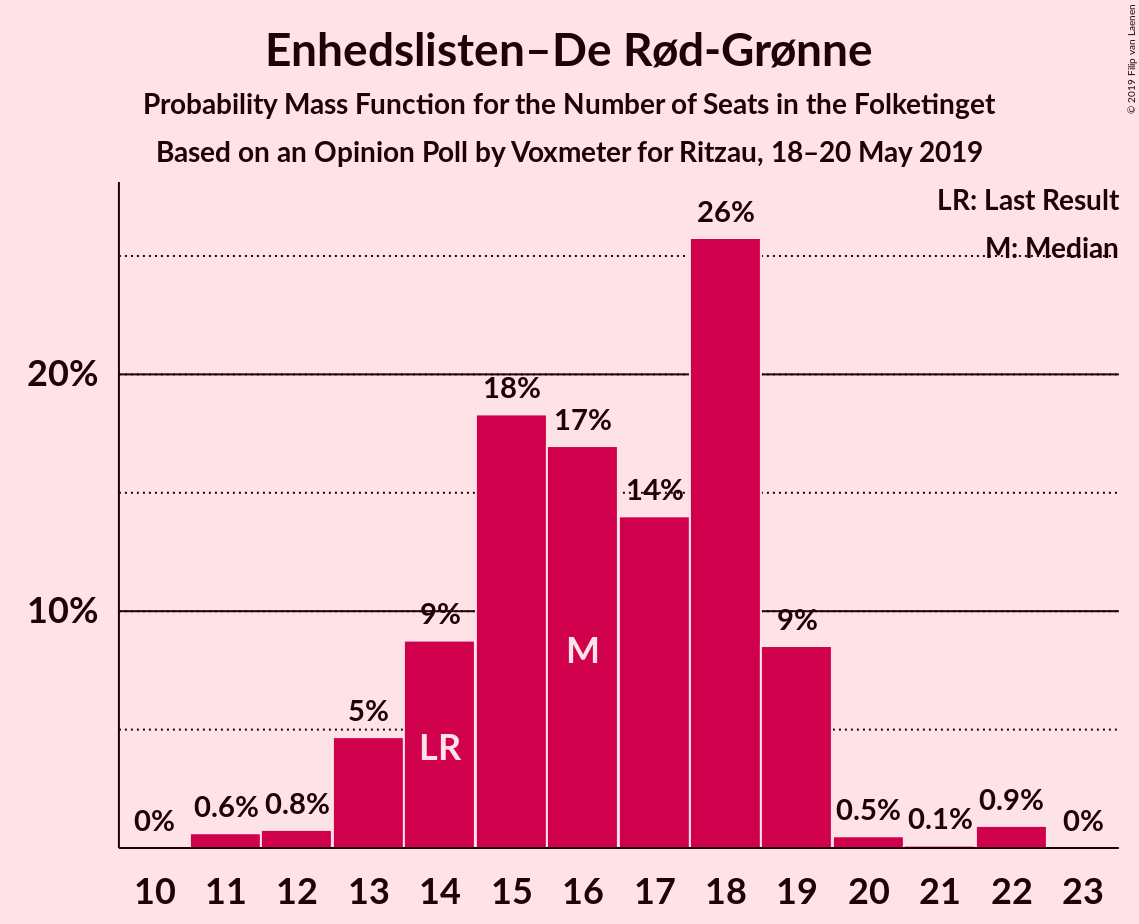 Enhedslisten–De Rød-Grønne
Probability Mass Function for the Number of Seats in the Folketinget
Based on an Opinion Poll by Voxmeter for Ritzau, 18–20 May 2019
© 2019 Filip van Laenen
LR: Last Result
M: Median
26%
20%
18%
17%
14%
10%
9%
9%
M
5%
LR
0%
0.6%
0.8%
0.5%
0.1%
0.9%
0%
10 11 12 13 14 15 16 17 18 19 20 21 22 23